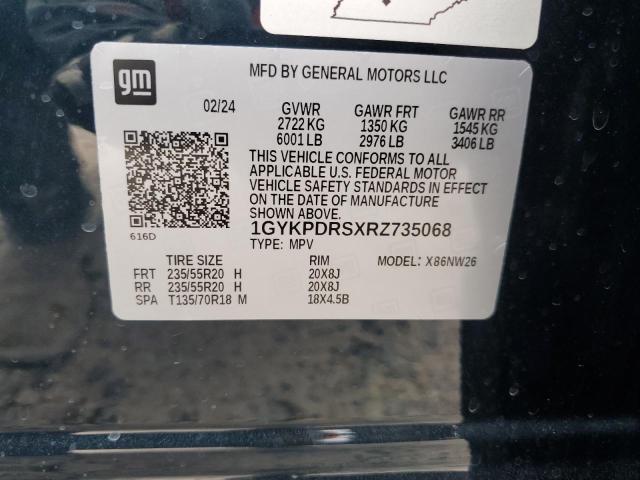 gm
MFD BY GENERAL MOTORS LLC
02/24 GVWR GAWR FRT GAWR RR
2722 KG 1350 KG 1545 KG
6001 LB 2976 LB 3406 LB
THIS VEHICLE CONFORMS TO ALL
APPLICABLE U.S. FEDERAL MOTOR
VEHICLE SAFETY STANDARDS IN EFFECT
ON THE DATE OF MANUFACTURE
SHOWN ABOVE.
1GYKPDRSXRZ735068
616D
TYPE: MPV
TIRE SIZE RIM MODEL: X86NW26
FRT 235/55R20 H 20X8J
RR 235/55R20 H 20X8J
SPA T135/70R18 M 18X4.5B